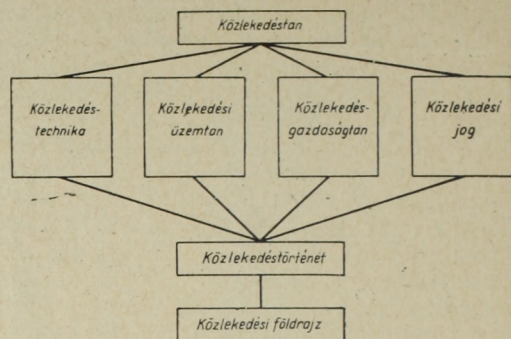 Közlekedéstan
Közlekedés-
technika
Közlekedési
üzemtan
Közlekedés-
gazdaságtan
Közlekedési
jog
Közlekedéstörténet
Közlekedési földrajz